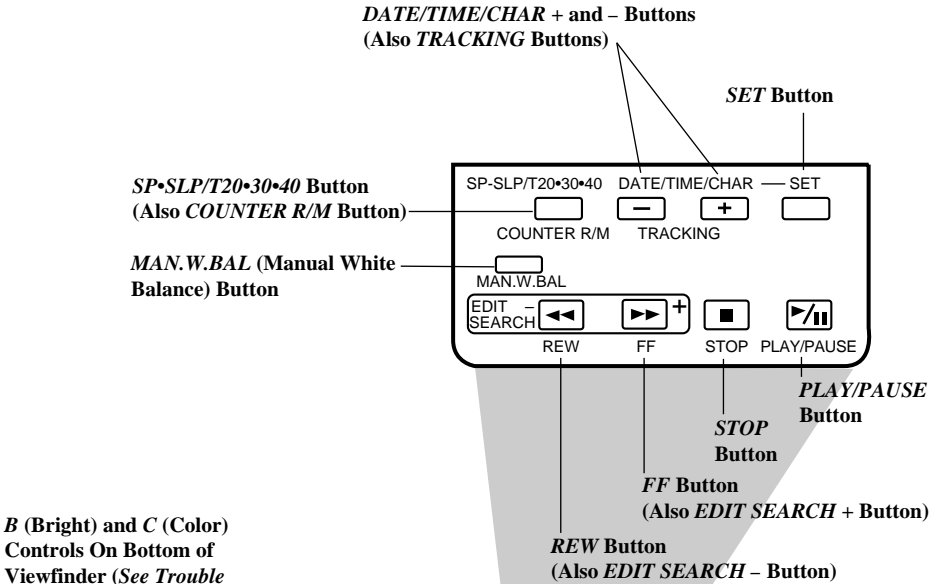 DATE/TIME/CHAR + and – Buttons
(Also TRACKING Buttons)
SET Button
SP•SLP/T20•30•40 Button
(Also COUNTER R/M Button)
MAN.W.BAL (Manual White
Balance) Button
SP-SLP/T20•30•40 DATE/TIME/CHAR — SET
– +
COUNTER R/M TRACKING
MAN.W.BAL
EDIT –
SEARCH
+
REW FF STOP PLAY/PAUSE
PLAY/PAUSE
Button
STOP
Button
FF Button
(Also EDIT SEARCH + Button)
REW Button
(Also EDIT SEARCH – Button)
B (Bright) and C (Color)
Controls On Bottom of
Viewfinder (See Trouble